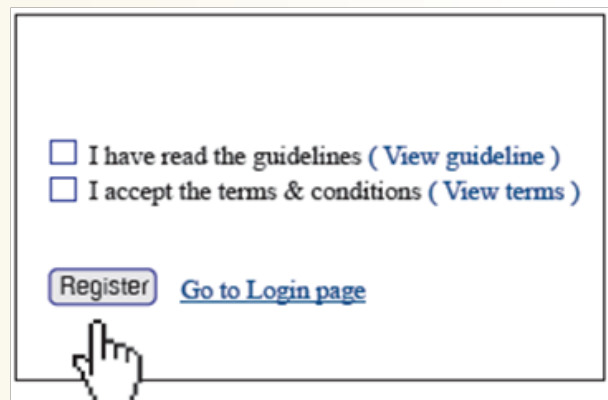 I have read the guidelines ( View guideline )
I accept the terms & conditions ( View terms )
Register Go to Login page